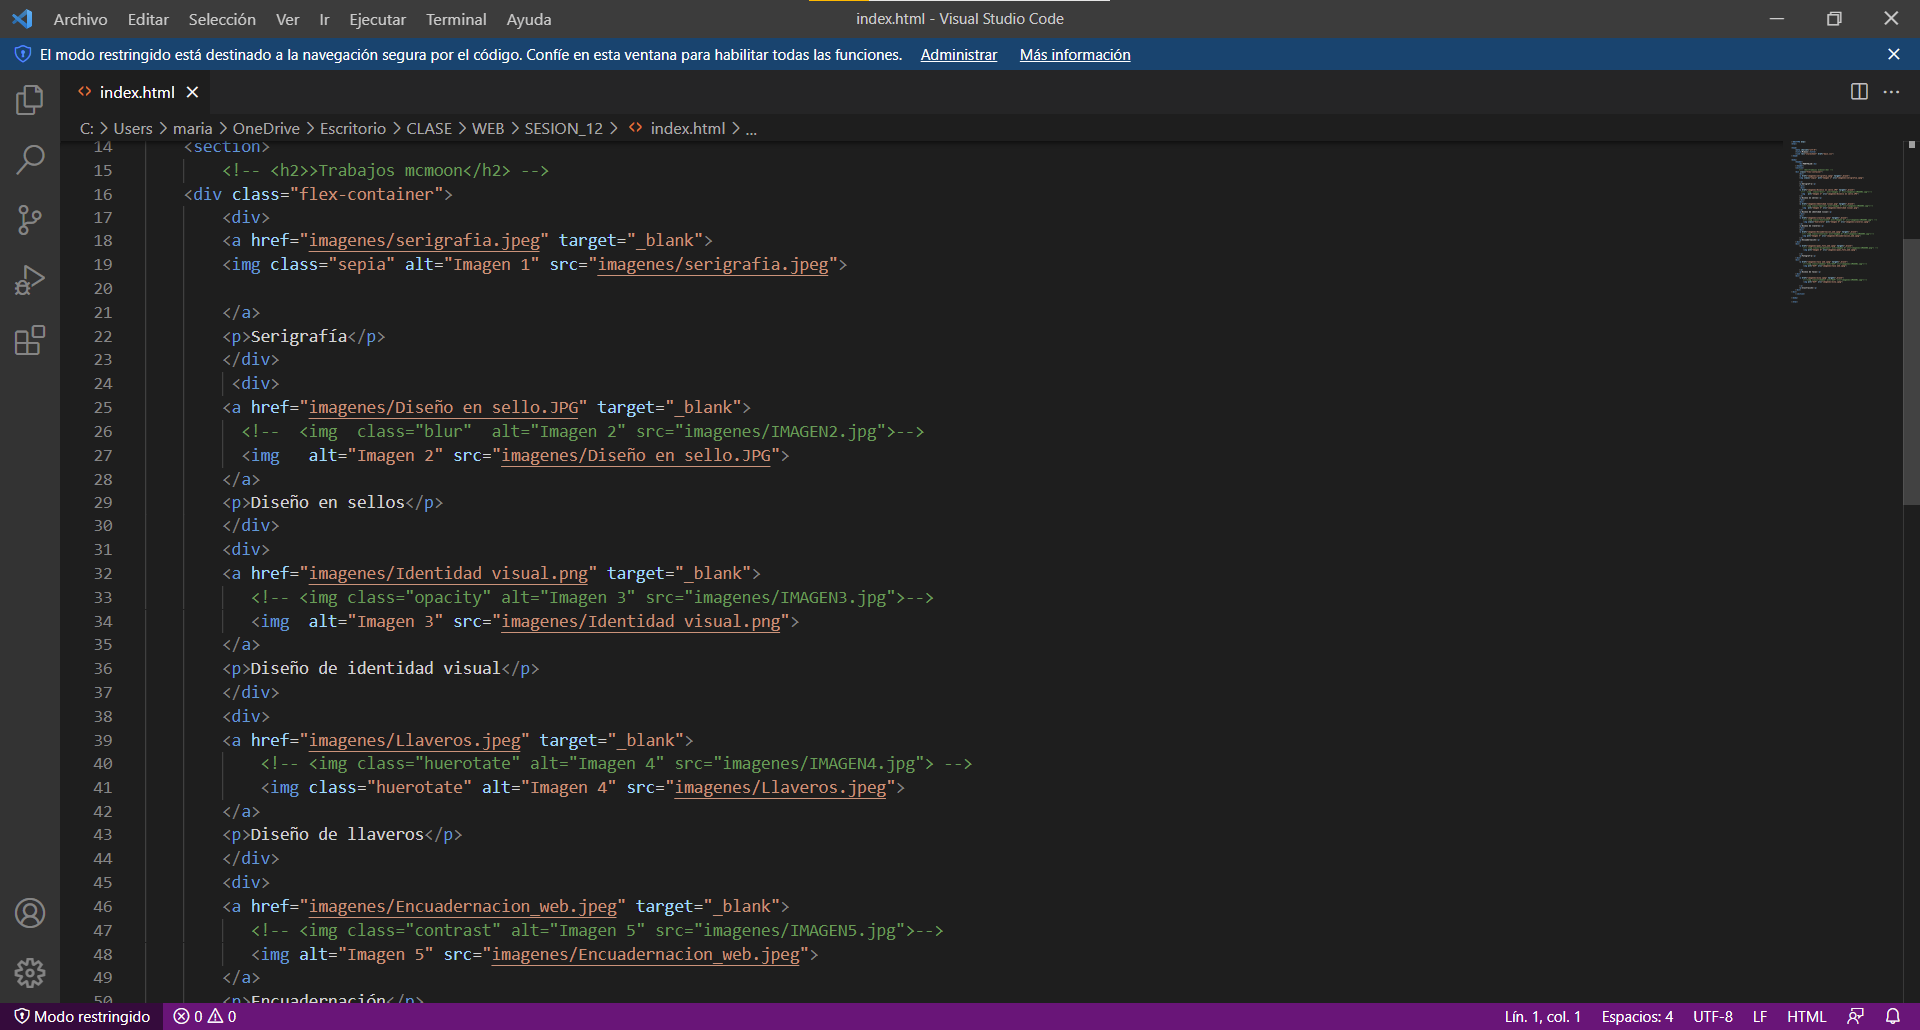 Archivo Editar Selección Ver Ir Ejecutar Terminal Ayuda index.html - Visual Studio Code
El modo restringido está destinado a la navegación segura por el código. Confíe en esta ventana para habilitar todas las funciones. Administrar Más información
index.html
C: > Users > maria > OneDrive > Escritorio > CLASE > WEB > SESION_12 > index.html > ...
14 <section>
15 <!-- <h2>>Trabajos mcmoon</h2> -->
16 <div class="flex-container">
17 <div>
18 <a href="imagenes/serigrafia.jpeg" target="_blank">
19 <img class="sepia" alt="Imagen 1" src="imagenes/serigrafia.jpeg">
20
21 </a>
22 <p>Serigrafía</p>
23 </div>
24 <div>
25 <a href="imagenes/Diseño en sello.JPG" target="_blank">
26 <!--  <img  class="blur"  alt="Imagen 2" src="imagenes/IMAGEN2.jpg">-->
27 <img   alt="Imagen 2" src="imagenes/Diseño en sello.JPG">
28 </a>
29 <p>Diseño en sellos</p>
30 </div>
31 <div>
32 <a href="imagenes/Identidad visual.png" target="_blank">
33 <!-- <img class="opacity" alt="Imagen 3" src="imagenes/IMAGEN3.jpg">-->
34 <img  alt="Imagen 3" src="imagenes/Identidad visual.png">
35 </a>
36 <p>Diseño de identidad visual</p>
37 </div>
38 <div>
39 <a href="imagenes/Llaveros.jpeg" target="_blank">
40 <!-- <img class="huerotate" alt="Imagen 4" src="imagenes/IMAGEN4.jpg"> -->
41 <img class="huerotate" alt="Imagen 4" src="imagenes/Llaveros.jpeg">
42 </a>
43 <p>Diseño de llaveros</p>
44 </div>
45 <div>
46 <a href="imagenes/Encuadernacion_web.jpeg" target="_blank">
47 <!-- <img class="contrast" alt="Imagen 5" src="imagenes/IMAGEN5.jpg">-->
48 <img alt="Imagen 5" src="imagenes/Encuadernacion_web.jpeg">
49 </a>
50 <p>Encuadernación</p>
Modo restringido 0 0 Lín. 1, col. 1 Espacios: 4 UTF-8 LF HTML